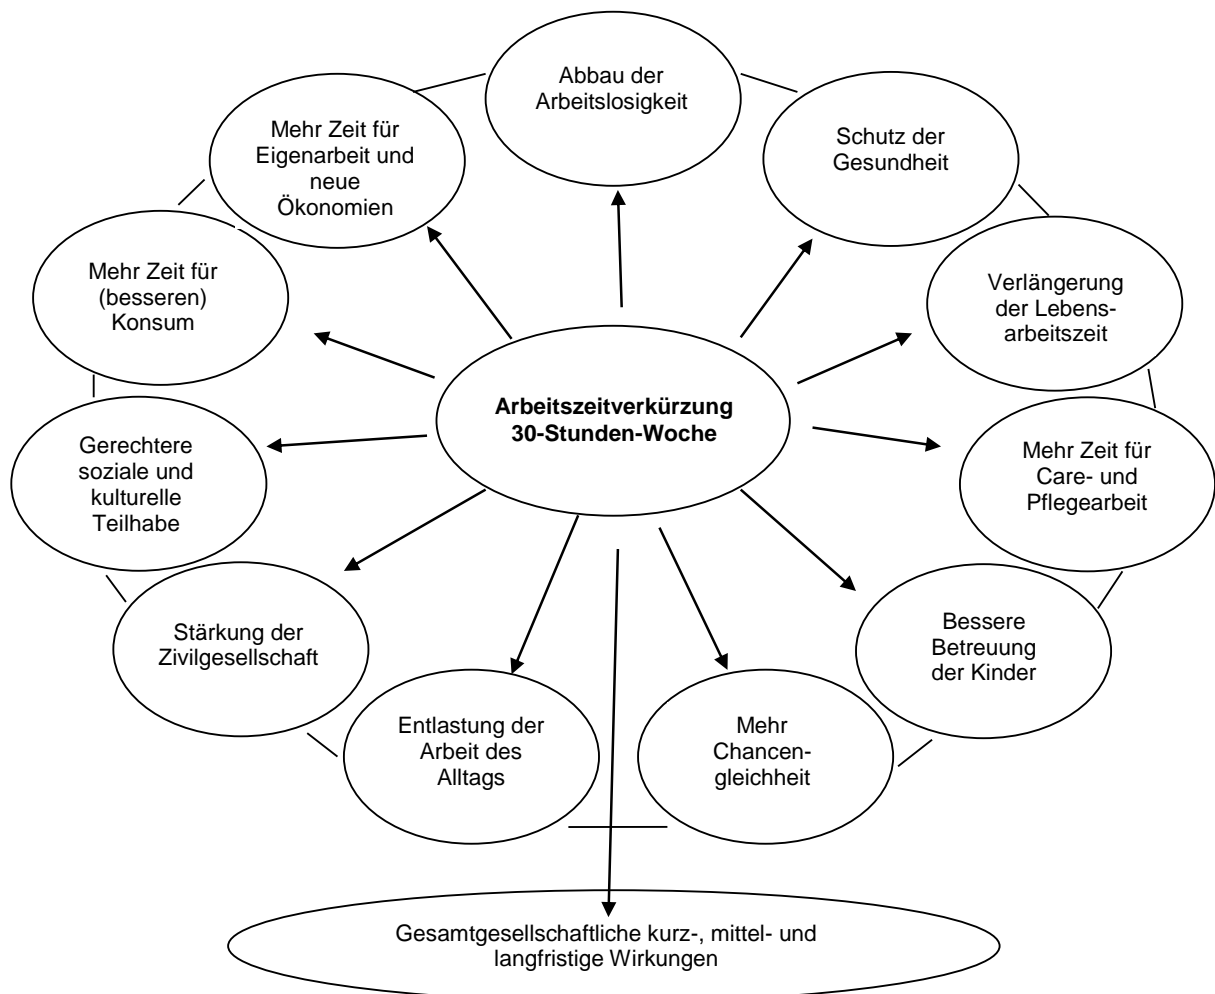 Abbau der
Arbeitslosigkeit
Schutz der
Gesundheit
Verlängerung
der Lebens-
arbeitszeit
Mehr Zeit für
Care- und
Pflegearbeit
Bessere
Betreuung
der Kinder
Mehr
Chancen-
gleichheit
Entlastung der
Arbeit des
Alltags
Stärkung der
Zivilgesellschaft
Gerechtere
soziale und
kulturelle
Teilhabe
Mehr Zeit für
(besseren)
Konsum
Mehr Zeit für
Eigenarbeit und
neue
Ökonomien
Arbeitszeitverkürzung
30-Stunden-Woche
Gesamtgesellschaftliche kurz-, mittel- und
langfristige Wirkungen